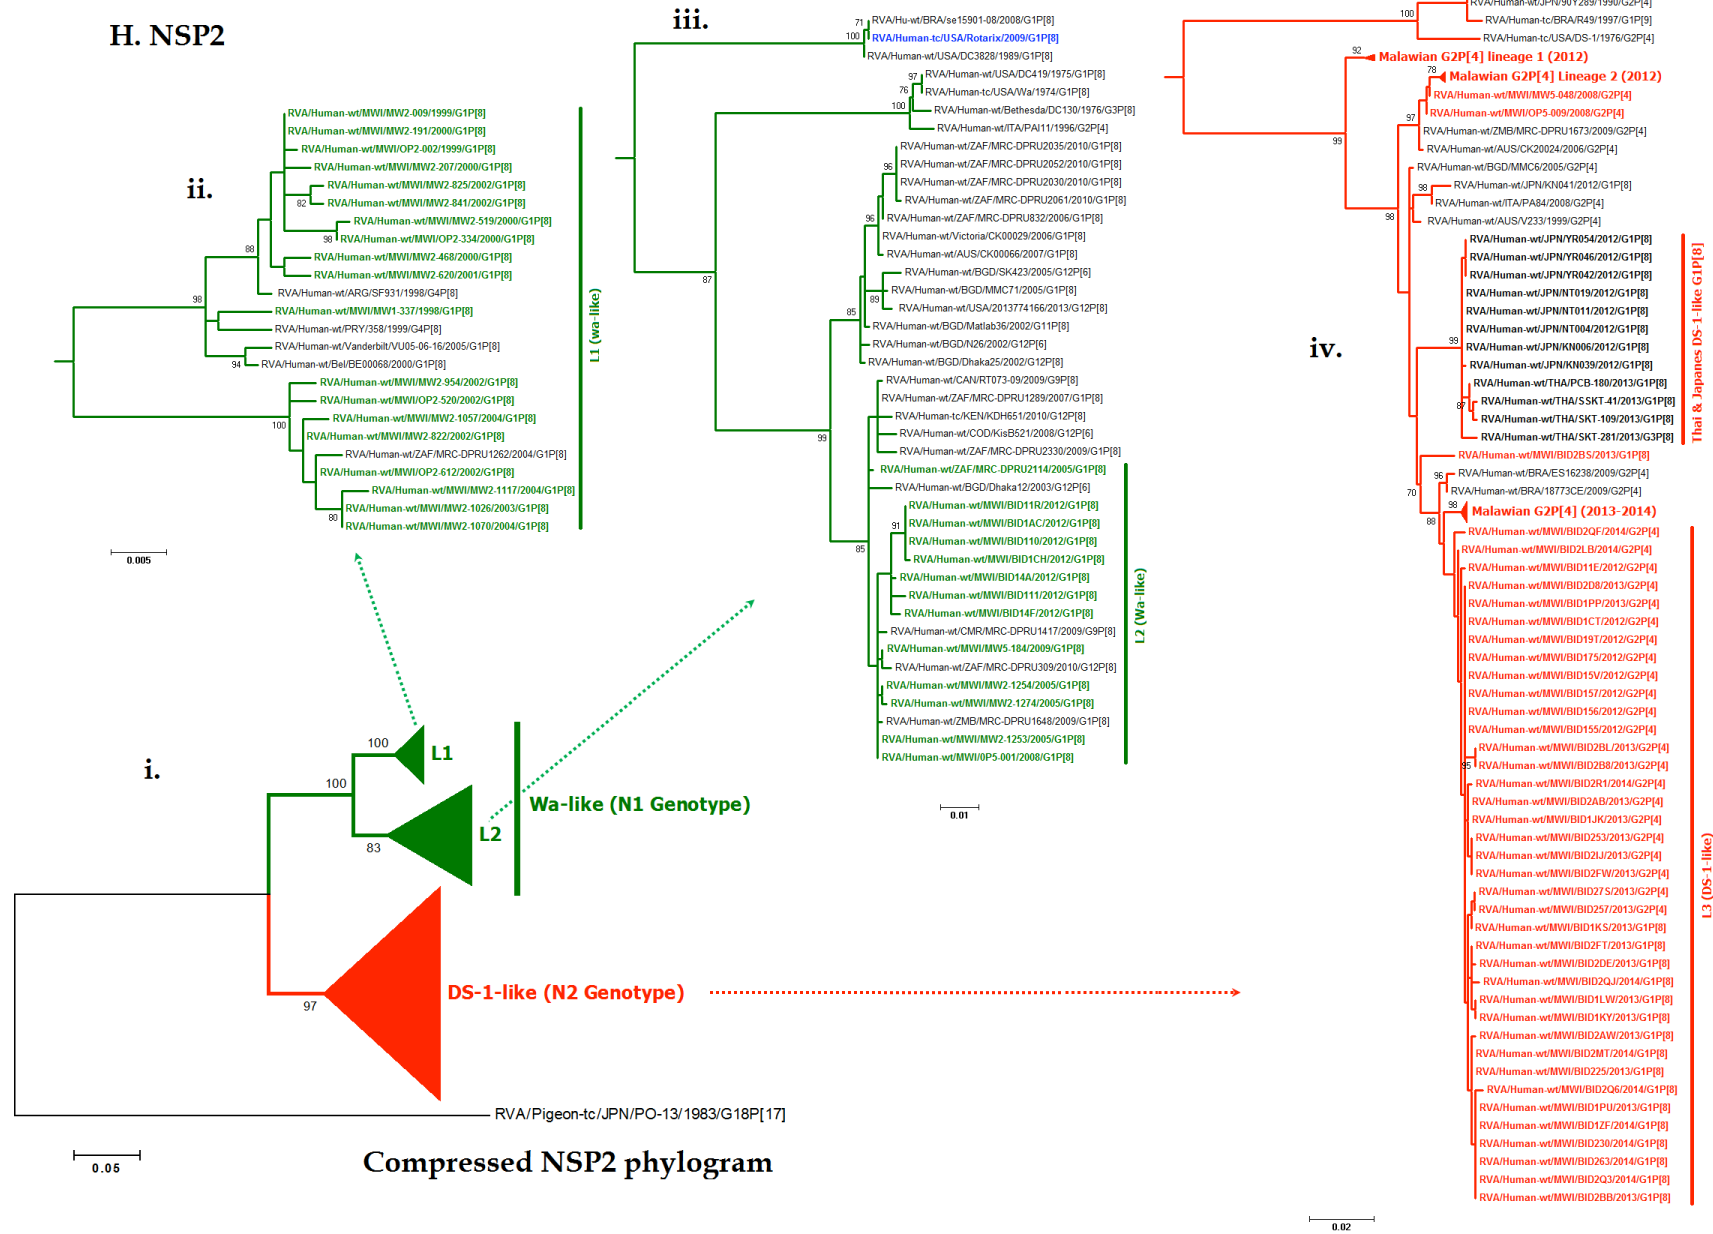 H. NSP2
ii.
RVA/Human-wt/MWI/MW2-009/1999/G1P[8]
RVA/Human-wt/MWI/MW2-191/2000/G1P[8]
RVA/Human-wt/MWI/OP2-002/1999/G1P[8]
RVA/Human-wt/MWI/MW2-207/2000/G1P[8]
RVA/Human-wt/MWI/MW2-825/2002/G1P[8]
82
RVA/Human-wt/MWI/MW2-841/2002/G1P[8]
RVA/Human-wt/MWI/MW2-519/2000/G1P[8]
98
RVA/Human-wt/MWI/OP2-334/2000/G1P[8]
88
RVA/Human-wt/MWI/MW2-468/2000/G1P[8]
RVA/Human-wt/MWI/MW2-620/2001/G1P[8]
RVA/Human-wt/ARG/SF931/1998/G4P[8]
98
RVA/Human-wt/MWI/MW1-337/1998/G1P[8]
RVA/Human-wt/PRY/358/1999/G4P[8]
RVA/Human-wt/Vanderbilt/VU05-06-16/2005/G1P[8]
94
RVA/Human-wt/Bel/BE00068/2000/G1P[8]
RVA/Human-wt/MWI/MW2-954/2002/G1P[8]
RVA/Human-wt/MWI/OP2-520/2002/G1P[8]
100
RVA/Human-wt/MWI/MW2-1057/2004/G1P[8]
RVA/Human-wt/MWI/MW2-822/2002/G1P[8]
RVA/Human-wt/ZAF/MRC-DPRU1262/2004/G1P[8]
RVA/Human-wt/MWI/OP2-612/2002/G1P[8]
RVA/Human-wt/MWI/MW2-1117/2004/G1P[8]
80
RVA/Human-wt/MWI/MW2-1026/2003/G1P[8]
RVA/Human-wt/MWI/MW2-1070/2004/G1P[8]
L1 (wa-like)
0.005
iii.
71
RVA/Hu-wt/BRA/se15901-08/2008/G1P[8]
100
RVA/Human-tc/USA/Rotarix/2009/G1P[8]
RVA/Human-wt/USA/DC3828/1989/G1P[8]
97
RVA/Human-wt/USA/DC419/1975/G1P[8]
76
RVA/Human-tc/USA/Wa/1974/G1P[8]
100
RVA/Human-wt/Bethesda/DC130/1976/G3P[8]
RVA/Human-wt/ITA/PAI11/1996/G2P[4]
87
RVA/Human-wt/ZAF/MRC-DPRU2035/2010/G1P[8]
96
RVA/Human-wt/ZAF/MRC-DPRU2052/2010/G1P[8]
RVA/Human-wt/ZAF/MRC-DPRU2030/2010/G1P[8]
RVA/Human-wt/ZAF/MRC-DPRU2061/2010/G1P[8]
96
RVA/Human-wt/ZAF/MRC-DPRU832/2006/G1P[8]
RVA/Human-wt/Victoria/CK00029/2006/G1P[8]
RVA/Human-wt/AUS/CK00066/2007/G1P[8]
RVA/Human-wt/BGD/SK423/2005/G12P[6]
89
RVA/Human-wt/BGD/MMC71/2005/G1P[8]
RVA/Human-wt/USA/2013774166/2013/G12P[8]
85
RVA/Human-wt/BGD/Matlab36/2002/G11P[8]
RVA/Human-wt/BGD/N26/2002/G12P[6]
RVA/Human-wt/BGD/Dhaka25/2002/G12P[8]
RVA/Human-wt/CAN/RT073-09/2009/G9P[8]
RVA/Human-wt/ZAF/MRC-DPRU1289/2007/G1P[8]
RVA/Human-tc/KEN/KDH651/2010/G12P[8]
99
RVA/Human-wt/COD/KisB521/2008/G12P[6]
RVA/Human-wt/ZAF/MRC-DPRU2330/2009/G1P[8]
RVA/Human-wt/ZAF/MRC-DPRU2114/2005/G1P[8]
RVA/Human-wt/BGD/Dhaka12/2003/G12P[6]
RVA/Human-wt/MWI/BID11R/2012/G1P[8]
91
RVA/Human-wt/MWI/BID1AC/2012/G1P[8]
85
RVA/Human-wt/MWI/BID110/2012/G1P[8]
RVA/Human-wt/MWI/BID1CH/2012/G1P[8]
RVA/Human-wt/MWI/BID14A/2012/G1P[8]
RVA/Human-wt/MWI/BID111/2012/G1P[8]
RVA/Human-wt/MWI/BID14F/2012/G1P[8]
RVA/Human-wt/CMR/MRC-DPRU1417/2009/G9P[8]
RVA/Human-wt/MWI/MW5-184/2009/G1P[8]
RVA/Human-wt/ZAF/MRC-DPRU309/2010/G12P[8]
RVA/Human-wt/MWI/MW2-1254/2005/G1P[8]
RVA/Human-wt/MWI/MW2-1274/2005/G1P[8]
RVA/Human-wt/ZMB/MRC-DPRU1648/2009/G1P[8]
RVA/Human-wt/MWI/MW2-1253/2005/G1P[8]
RVA/Human-wt/MWI/0P5-001/2008/G1P[8]
L2 (Wa-like)
0.01
iv.
RVA/Human-wt/JPN/90Y289/1990/G2P[4]
100
RVA/Human-tc/BRA/R49/1997/G1P[9]
RVA/Human-tc/USA/DS-1/1976/G2P[4]
92
Malawian G2P[4] lineage 1 (2012)
78
Malawian G2P[4] Lineage 2 (2012)
RVA/Human-wt/MWI/MW5-048/2008/G2P[4]
97
RVA/Human-wt/MWI/OP5-009/2008/G2P[4]
RVA/Human-wt/ZMB/MRC-DPRU1673/2009/G2P[4]
99
RVA/Human-wt/AUS/CK20024/2006/G2P[4]
RVA/Human-wt/BGD/MMC6/2005/G2P[4]
98
RVA/Human-wt/JPN/KN041/2012/G1P[8]
RVA/Human-wt/ITA/PA84/2008/G2P[4]
98
RVA/Human-wt/AUS/V233/1999/G2P[4]
RVA/Human-wt/JPN/YR054/2012/G1P[8]
RVA/Human-wt/JPN/YR046/2012/G1P[8]
RVA/Human-wt/JPN/YR042/2012/G1P[8]
RVA/Human-wt/JPN/NT019/2012/G1P[8]
RVA/Human-wt/JPN/NT011/2012/G1P[8]
RVA/Human-wt/JPN/NT004/2012/G1P[8]
99
RVA/Human-wt/JPN/KN006/2012/G1P[8]
RVA/Human-wt/JPN/KN039/2012/G1P[8]
RVA/Human-wt/THA/PCB-180/2013/G1P[8]
87
RVA/Human-wt/THA/SSKT-41/2013/G1P[8]
RVA/Human-wt/THA/SKT-109/2013/G1P[8]
RVA/Human-wt/THA/SKT-281/2013/G3P[8]
Thai & Japanes DS-1-like G1P[8]
RVA/Human-wt/MWI/BID2BS/2013/G1P[8]
96
RVA/Human-wt/BRA/ES16238/2009/G2P[4]
70
RVA/Human-wt/BRA/18773CE/2009/G2P[4]
98
88
Malawian G2P[4] (2013-2014)
RVA/Human-wt/MWI/BID2QF/2014/G2P[4]
RVA/Human-wt/MWI/BID2LB/2014/G2P[4]
RVA/Human-wt/MWI/BID11E/2012/G2P[4]
RVA/Human-wt/MWI/BID2D8/2013/G2P[4]
RVA/Human-wt/MWI/BID1PP/2013/G2P[4]
RVA/Human-wt/MWI/BID1CT/2012/G2P[4]
RVA/Human-wt/MWI/BID19T/2012/G2P[4]
RVA/Human-wt/MWI/BID175/2012/G2P[4]
RVA/Human-wt/MWI/BID15V/2012/G2P[4]
RVA/Human-wt/MWI/BID157/2012/G2P[4]
RVA/Human-wt/MWI/BID156/2012/G2P[4]
RVA/Human-wt/MWI/BID155/2012/G2P[4]
RVA/Human-wt/MWI/BID2BL/2013/G2P[4]
95
RVA/Human-wt/MWI/BID2B8/2013/G2P[4]
RVA/Human-wt/MWI/BID2R1/2014/G2P[4]
RVA/Human-wt/MWI/BID2AB/2013/G2P[4]
RVA/Human-wt/MWI/BID1JK/2013/G2P[4]
RVA/Human-wt/MWI/BID253/2013/G2P[4]
RVA/Human-wt/MWI/BID2IJ/2013/G2P[4]
RVA/Human-wt/MWI/BID2FW/2013/G2P[4]
RVA/Human-wt/MWI/BID27S/2013/G2P[4]
RVA/Human-wt/MWI/BID257/2013/G2P[4]
RVA/Human-wt/MWI/BID1KS/2013/G1P[8]
RVA/Human-wt/MWI/BID2FT/2013/G1P[8]
RVA/Human-wt/MWI/BID2DE/2013/G1P[8]
RVA/Human-wt/MWI/BID2QJ/2014/G1P[8]
RVA/Human-wt/MWI/BID1LW/2013/G1P[8]
RVA/Human-wt/MWI/BID1KY/2013/G1P[8]
RVA/Human-wt/MWI/BID2AW/2013/G1P[8]
RVA/Human-wt/MWI/BID2MT/2014/G1P[8]
RVA/Human-wt/MWI/BID225/2013/G1P[8]
RVA/Human-wt/MWI/BID2Q6/2014/G1P[8]
RVA/Human-wt/MWI/BID1PU/2013/G1P[8]
RVA/Human-wt/MWI/BID1ZF/2014/G1P[8]
RVA/Human-wt/MWI/BID230/2014/G1P[8]
RVA/Human-wt/MWI/BID263/2014/G1P[8]
RVA/Human-wt/MWI/BID2Q3/2014/G1P[8]
RVA/Human-wt/MWI/BID2BB/2013/G1P[8]
L3 (DS-1-like)
0.02
i.
100
L1
100
L2
83
Wa-like (N1 Genotype)
97
DS-1-like (N2 Genotype)
RVA/Pigeon-tc/JPN/PO-13/1983/G18P[17]
0.05
Compressed NSP2 phylogram